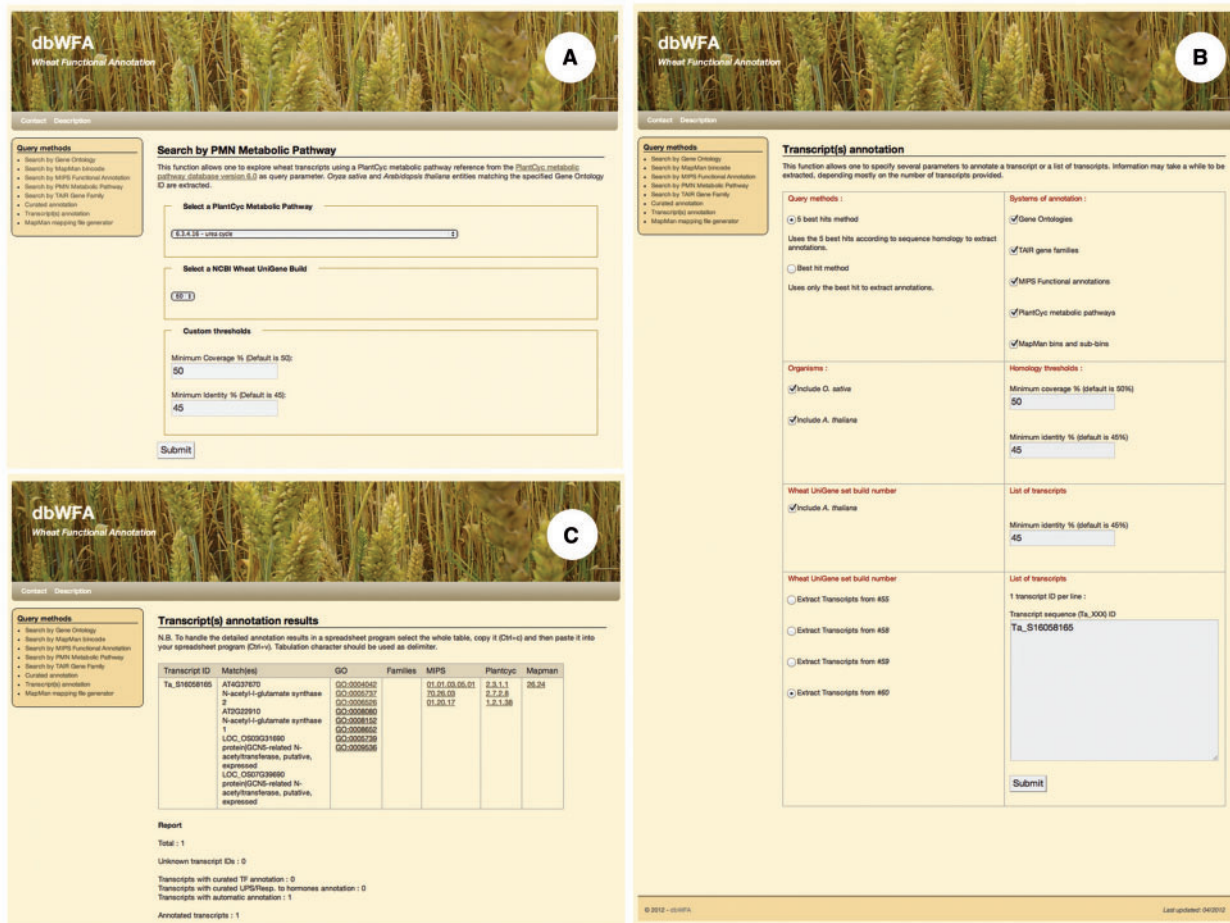 dbWFA
Wheat Functional Annotation
A
Contact Description
Query methods
Search by Gene Ontology
Search by MapMan bincode
Search by MIPS Functional Annotation
Search by PMN Metabolic Pathway
Search by TAIR Gene Family
Curated annotation
Transcript(s) annotation
MapMan mapping file generator
Search by PMN Metabolic Pathway
This function allows one to explore wheat transcripts using a PlantCyc metabolic pathway reference from the PlantCyc metabolic
pathway database version 6.0 as query parameter. Oryza sativa and Arabidopsis thaliana entities matching the specified Gene Ontology
ID are extracted.
Select a PlantCyc Metabolic Pathway
6.3.4.16 - urea cycle
Select a NCBI Wheat UniGene Build
60
Custom thresholds
Minimum Coverage % (Default is 50):
50
Minimum Identity % (Default is 45):
45
Submit
dbWFA
Wheat Functional Annotation
B
Contact Description
Query methods
Search by Gene Ontology
Search by MapMan bincode
Search by MIPS Functional Annotation
Search by PMN Metabolic Pathway
Search by TAIR Gene Family
Curated annotation
Transcript(s) annotation
MapMan mapping file generator
Transcript(s) annotation
This function allows one to specify several parameters to annotate a transcript or a list of transcripts. Information may take a while to be
extracted, depending mostly on the number of transcripts provided.
Query methods :
5 best hits method
Uses the 5 best hits according to sequence homology to extract
annotations.
Best hit method
Uses only the best hit to extract annotations.
Systems of annotation :
Gene Ontologies
TAIR gene families
MIPS Functional annotations
PlantCyc metabolic pathways
MapMan bins and sub-bins
Organisms :
Include O. sativa
Include A. thaliana
Homology thresholds :
Minimum coverage % (default is 50%)
50
Minimum identity % (default is 45%)
45
Wheat UniGene set build number
Include A. thaliana
List of transcripts
Minimum identity % (default is 45%)
45
Wheat UniGene set build number
Extract Transcripts from #55
Extract Transcripts from #58
Extract Transcripts from #59
Extract Transcripts from #60
List of transcripts
1 transcript ID per line :
Transcript sequence (Ta_XXX) ID
Ta_S16058165
Submit
© 2012 - dbWFA
Last updated: 04/2012
dbWFA
Wheat Functional Annotation
C
Contact Description
Query methods
Search by Gene Ontology
Search by MapMan bincode
Search by MIPS Functional Annotation
Search by PMN Metabolic Pathway
Search by TAIR Gene Family
Curated annotation
Transcript(s) annotation
MapMan mapping file generator
Transcript(s) annotation results
N.B. To handle the detailed annotation results in a spreadsheet program select the whole table, copy it (Ctrl+c) and then paste it into
your spreadsheet program (Ctrl+v). Tabulation character should be used as delimiter.
Transcript ID Match(es) GO Families MIPS Plantcyc Mapman
Ta_S16058165 AT4G37670 GO:0004042 01.01.03.05.01 2.3.1.1 26.24
N-acetyl-l-glutamate synthase GO:0005737 70.26.03 2.7.2.8
2 GO:0006526 01.20.17 1.2.1.38
AT2G22910 GO:0008080
N-acetyl-l-glutamate synthase GO:0008152
1 GO:0008652
LOC_OS03G31690 GO:0005739
protein|GCN5-related N- GO:0009536
acetyltransferase, putative,
expressed
LOC_OS07G39690
protein|GCN5-related N-
acetyltransferase, putative,
expressed
Report
Total : 1
Unknown transcript IDs : 0
Transcripts with curated TF annotation : 0
Transcripts with curated UPS/Resp. to hormones annotation : 0
Transcripts with automatic annotation : 1
Annotated transcripts : 1